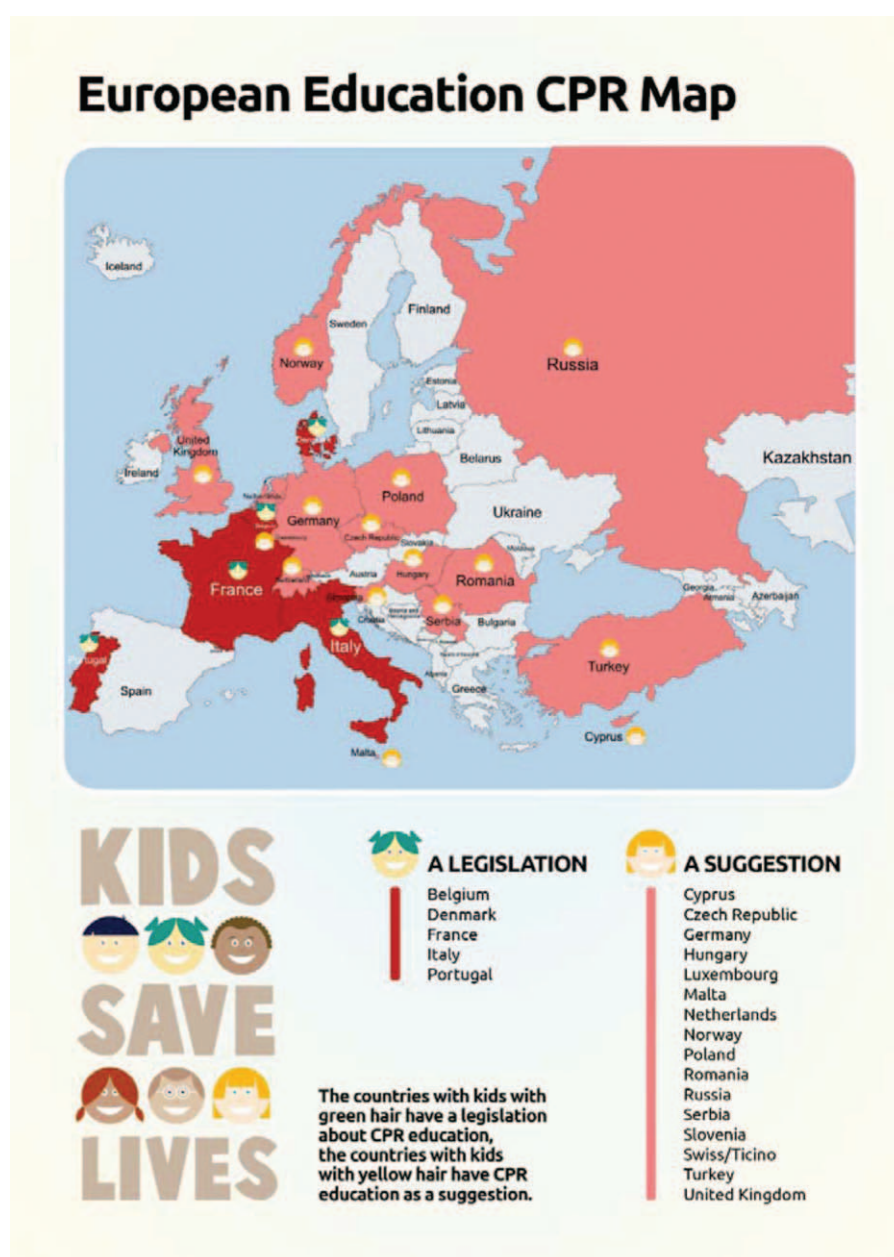 European Education CPR Map
Iceland
Finland
Sweden
Norway
Russia
Estonia
Latvia
Lithuania
United
Kingdom
Ireland
Belarus
Kazakhstan
Netherlands
Poland
Germany
Ukraine
Czech Republic
Slovakia
Moldova
France
Austria
Hungary
Romania
Georgia
Armenia
Azerbaijan
Slovenia
Croatia
Serbia
Bulgaria
Italy
Portugal
Spain
Albania
Greece
Turkey
Cyprus
Malta
KIDS
SAVE
LIVES
A LEGISLATION
Belgium
Denmark
France
Italy
Portugal
The countries with kids with
green hair have a legislation
about CPR education,
the countries with kids
with yellow hair have CPR
education as a suggestion.
A SUGGESTION
Cyprus
Czech Republic
Germany
Hungary
Luxembourg
Malta
Netherlands
Norway
Poland
Romania
Russia
Serbia
Slovenia
Swiss/Ticino
Turkey
United Kingdom